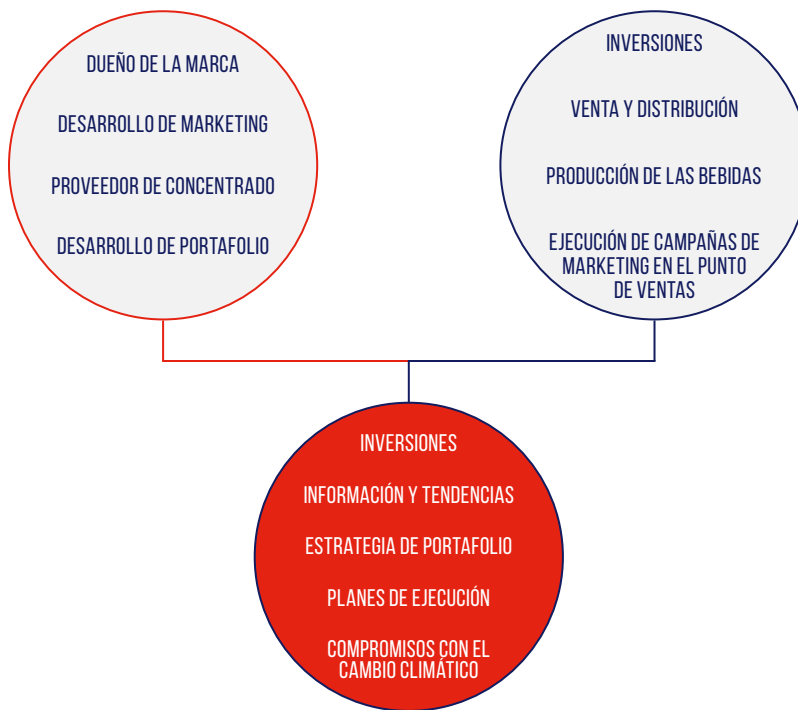 DUEÑO DE LA MARCA
DESARROLLO DE MARKETING
PROVEEDOR DE CONCENTRADO
DESARROLLO DE PORTAFOLIO
INVERSIONES
VENTA Y DISTRIBUCIÓN
PRODUCCIÓN DE LAS BEBIDAS
EJECUCIÓN DE CAMPAÑAS DE
MARKETING EN EL PUNTO
DE VENTAS
INVERSIONES
INFORMACIÓN Y TENDENCIAS
ESTRATEGIA DE PORTAFOLIO
PLANES DE EJECUCIÓN
COMPROMISOS CON EL
CAMBIO CLIMÁTICO